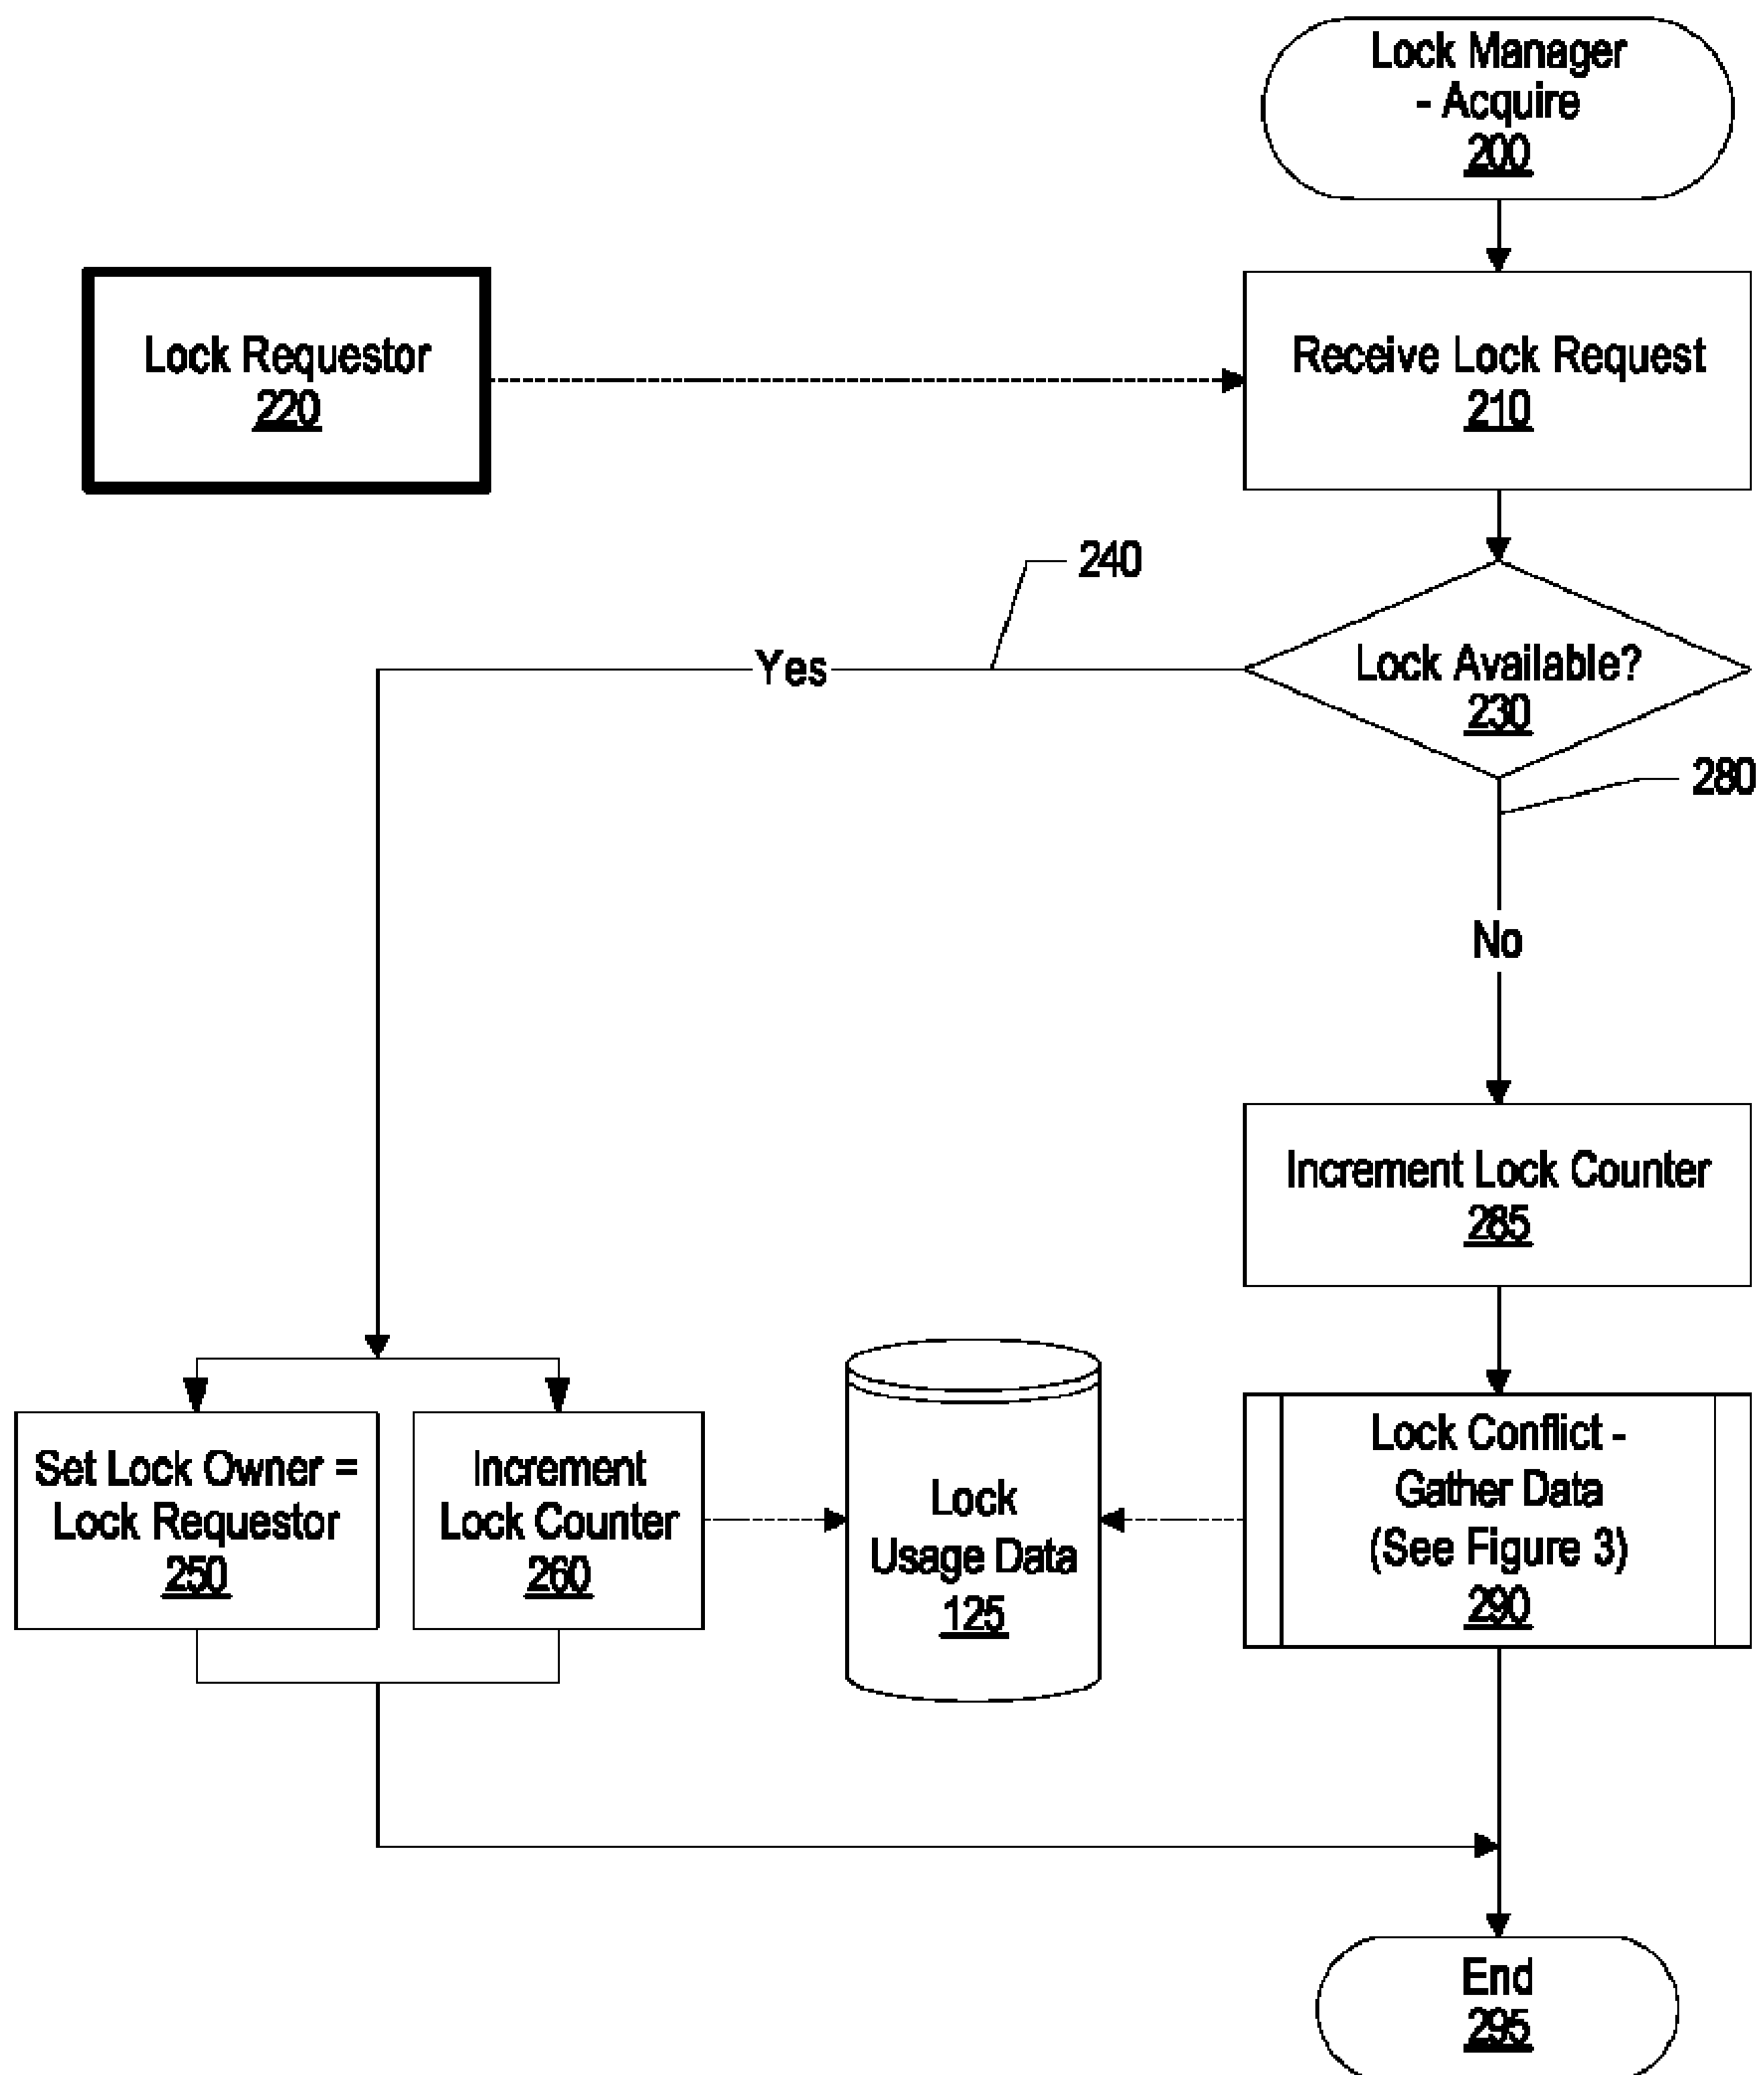 Lock Manager
- Acquire
200
Lock Requestor
220
Receive Lock Request
210
240
Yes
Lock Available?
230
280
No
Increment Lock Counter
285
Set Lock Owner =
Lock Requestor
250
Increment
Lock Counter
260
Lock
Usage Data
125
Lock Conflict -
Gather Data
(See Figure 3)
290
End
295